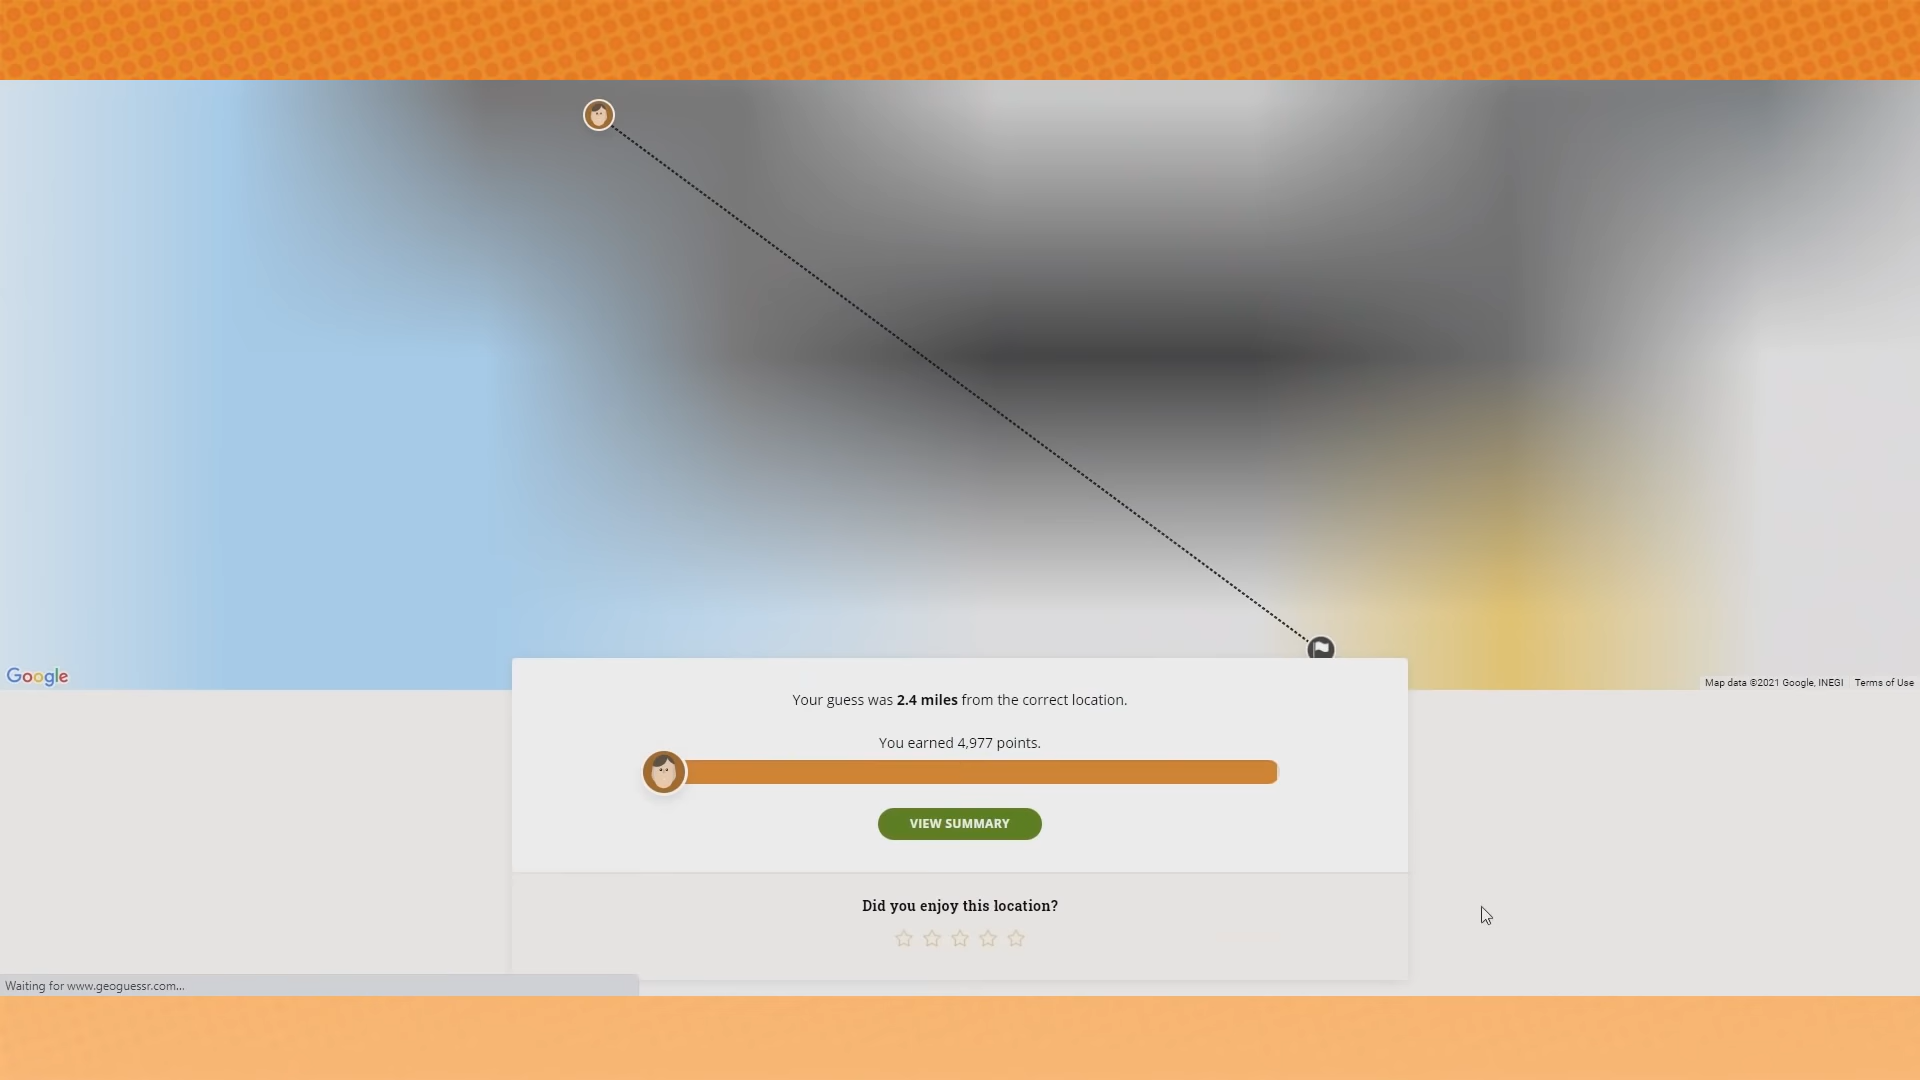 Google
Map data ©2021 Google, INEGI
Terms of Use
Your guess was 2.4 miles from the correct location.
You earned 4,977 points.
VIEW SUMMARY
Did you enjoy this location?
Waiting for www.geoguessr.com...